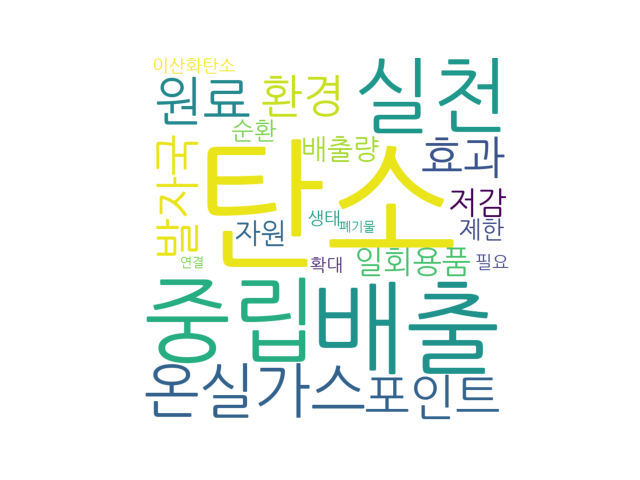 이산화탄소
실천
원료
환경
순환
배출량
효과
발자국
탄소
저감
생태
자원
폐기물
제한
연결
확대
일회용품
필요
중립
배출
온실가스
포인트